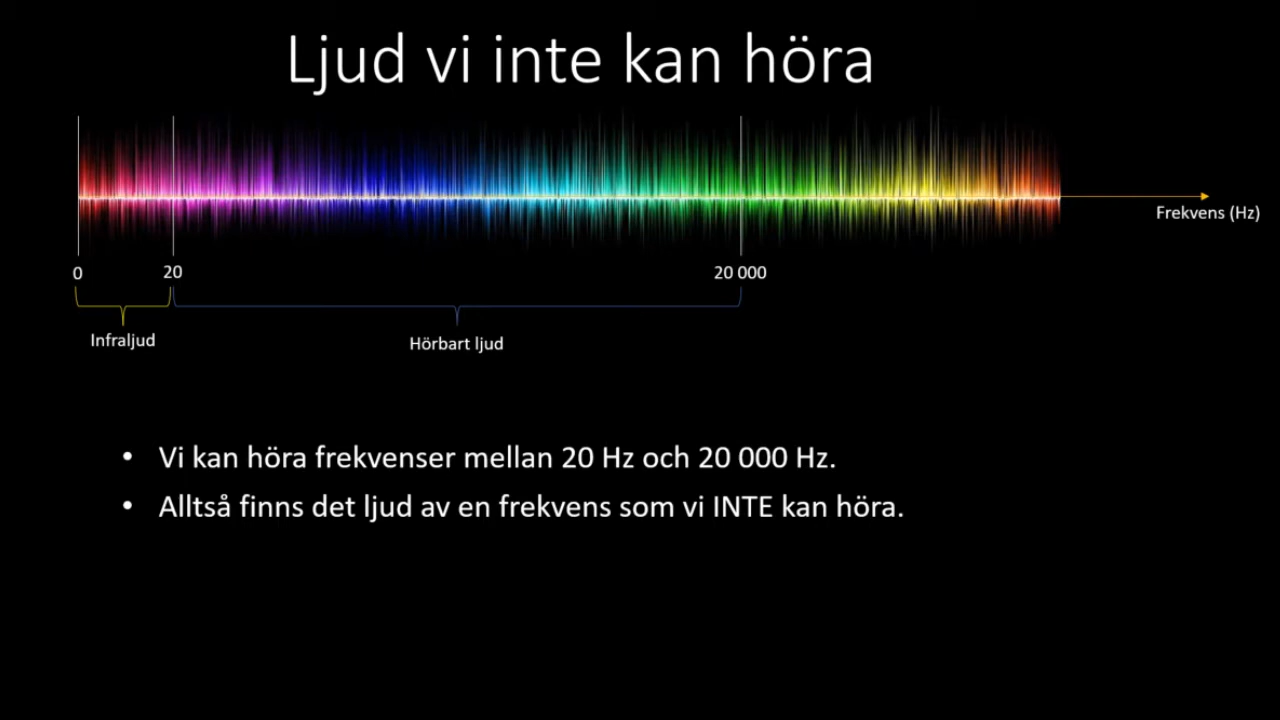 Ljud vi inte kan höra
Frekvens (Hz)
0
20
20 000
Infraljud
Hörbart ljud
• Vi kan höra frekvenser mellan 20 Hz och 20 000 Hz.
• Alltså finns det ljud av en frekvens som vi INTE kan höra.